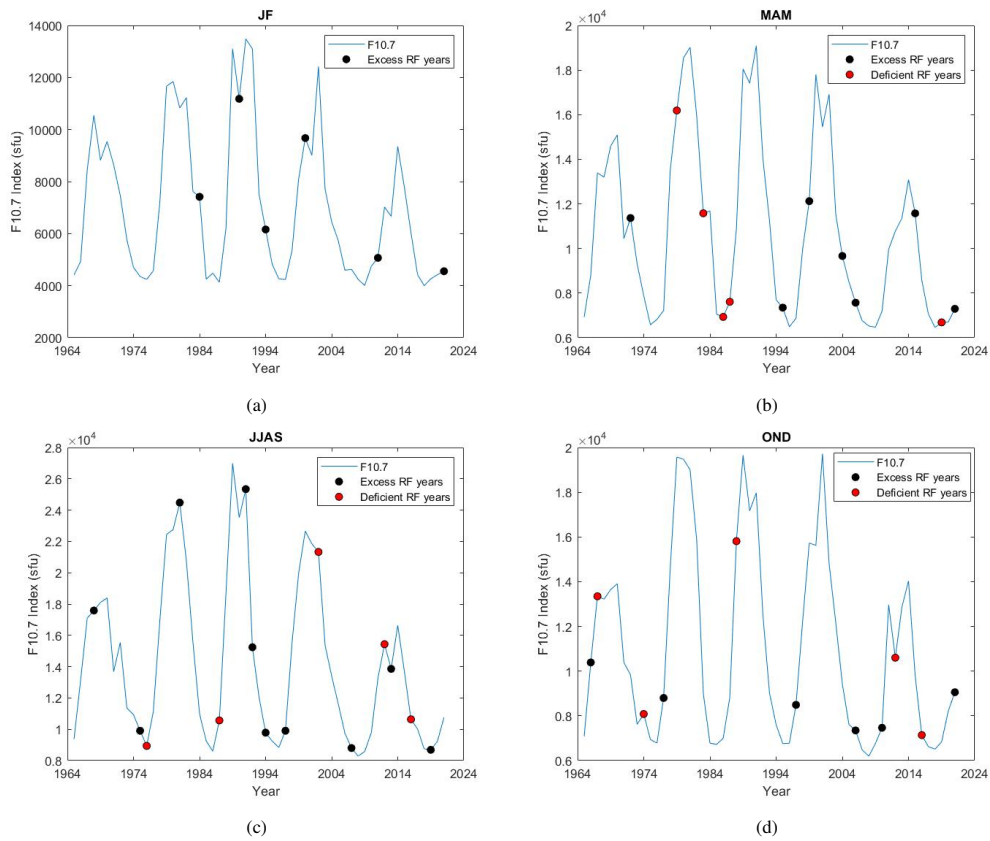 JF
14000
12000
10000
8000
6000
4000
2000
F10.7 Index (sfu)
1964 1974 1984 1994 2004 2014 2024
Year
F10.7
Excess RF years
(a)
MAM
×10⁴
2
1.8
1.6
1.4
1.2
1
0.8
0.6
F10.7 Index (sfu)
1964 1974 1984 1994 2004 2014 2024
Year
F10.7
Excess RF years
Deficient RF years
(b)
JJAS
×10⁴
2.8
2.6
2.4
2.2
2
1.8
1.6
1.4
1.2
1
0.8
F10.7 Index (sfu)
1964 1974 1984 1994 2004 2014 2024
Year
F10.7
Excess RF years
Deficient RF years
(c)
OND
×10⁴
2
1.8
1.6
1.4
1.2
1
0.8
0.6
F10.7 Index (sfu)
1964 1974 1984 1994 2004 2014 2024
Year
F10.7
Excess RF years
Deficient RF years
(d)